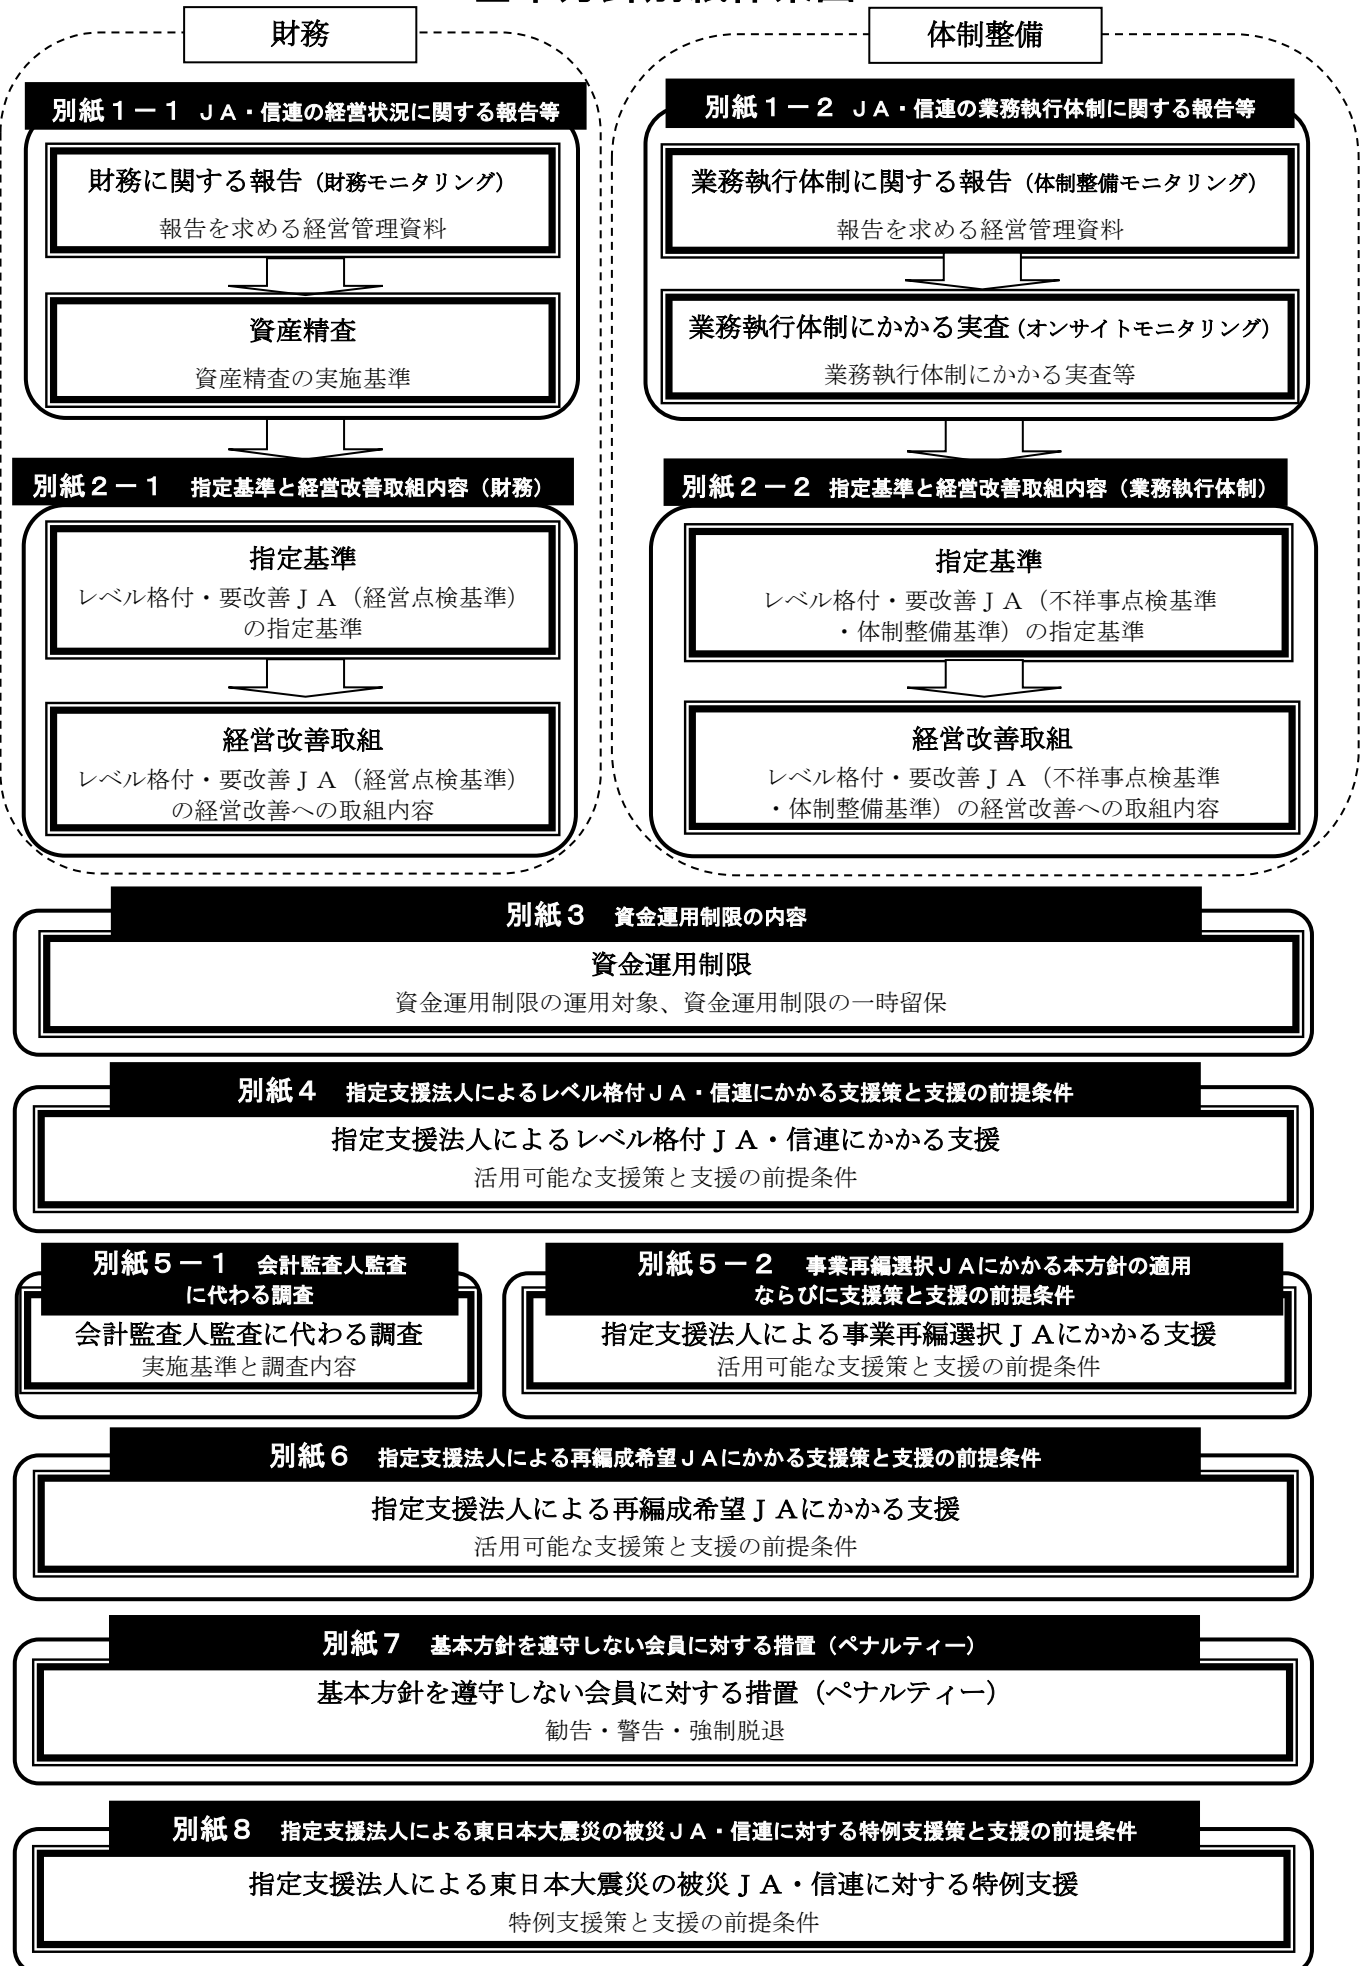 財務
別紙１－１ ＪＡ・信連の経営状況に関する報告等
財務に関する報告（財務モニタリング）
報告を求める経営管理資料
資産精査
資産精査の実施基準
別紙２－１ 指定基準と経営改善取組内容（財務）
指定基準
レベル格付・要改善ＪＡ（経営点検基準）
の指定基準
経営改善取組
レベル格付・要改善ＪＡ（経営点検基準）
の経営改善への取組内容
体制整備
別紙１－２ ＪＡ・信連の業務執行体制に関する報告等
業務執行体制に関する報告（体制整備モニタリング）
報告を求める経営管理資料
業務執行体制にかかる実査（オンサイトモニタリング）
業務執行体制にかかる実査等
別紙２－２ 指定基準と経営改善取組内容（業務執行体制）
指定基準
レベル格付・要改善ＪＡ（不祥事点検基準
・体制整備基準）の指定基準
経営改善取組
レベル格付・要改善ＪＡ（不祥事点検基準
・体制整備基準）の経営改善への取組内容
別紙３ 資金運用制限の内容
資金運用制限
資金運用制限の運用対象、資金運用制限の一時留保
別紙４ 指定支援法人によるレベル格付ＪＡ・信連にかかる支援策と支援の前提条件
指定支援法人によるレベル格付ＪＡ・信連にかかる支援
活用可能な支援策と支援の前提条件
別紙５－１ 会計監査人監査
に代わる調査
会計監査人監査に代わる調査
実施基準と調査内容
別紙５－２ 事業再編選択ＪＡにかかる本方針の適用
ならびに支援策と支援の前提条件
指定支援法人による事業再編選択ＪＡにかかる支援
活用可能な支援策と支援の前提条件
別紙６ 指定支援法人による再編成希望ＪＡにかかる支援策と支援の前提条件
指定支援法人による再編成希望ＪＡにかかる支援
活用可能な支援策と支援の前提条件
別紙７ 基本方針を遵守しない会員に対する措置（ペナルティー）
基本方針を遵守しない会員に対する措置（ペナルティー）
勧告・警告・強制脱退
別紙８ 指定支援法人による東日本大震災の被災ＪＡ・信連に対する特例支援策と支援の前提条件
指定支援法人による東日本大震災の被災ＪＡ・信連に対する特例支援
特例支援策と支援の前提条件